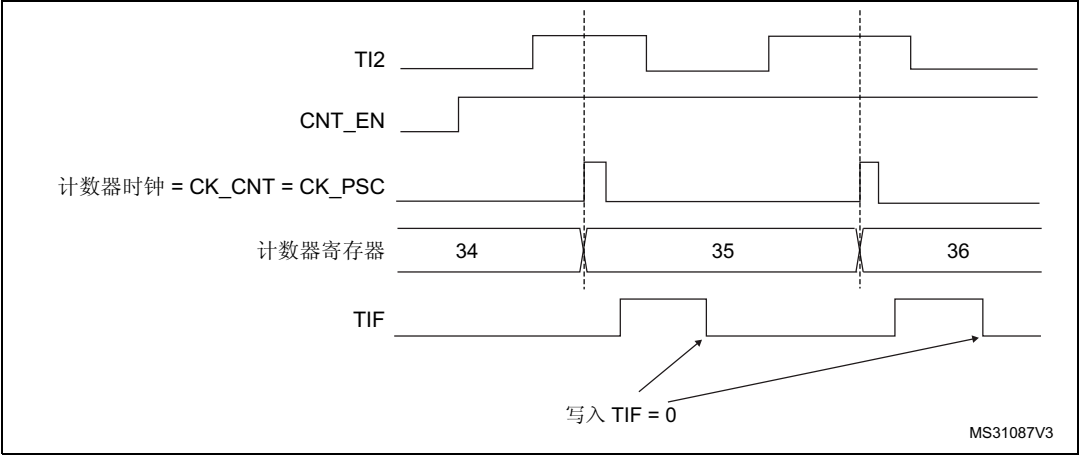 TI2
CNT_EN
计数器时钟 = CK_CNT = CK_PSC
计数器寄存器 34 35 36
TIF
写入 TIF = 0
MS31087V3